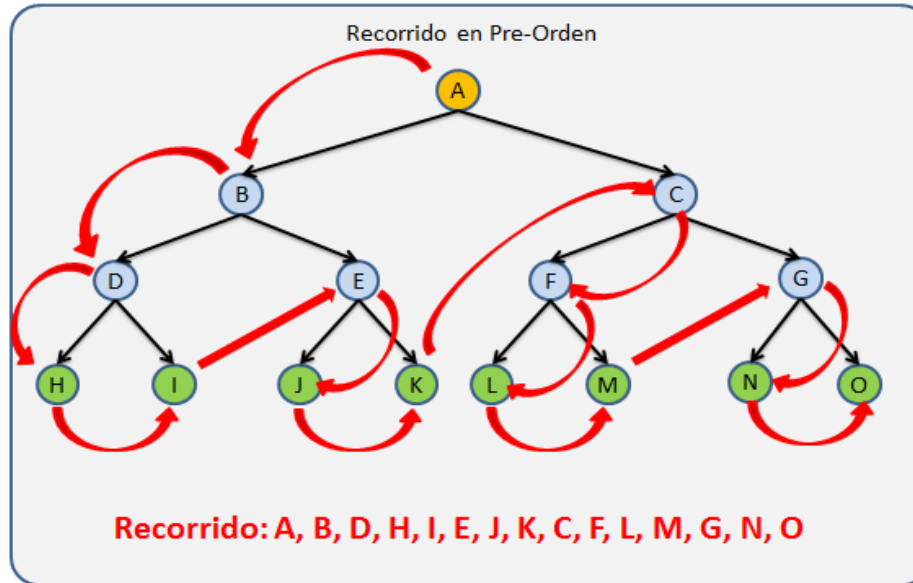 Recorrido en Pre-Orden
A
B
C
D
E
F
G
H
I
J
K
L
M
N
O
Recorrido: A, B, D, H, I, E, J, K, C, F, L, M, G, N, O